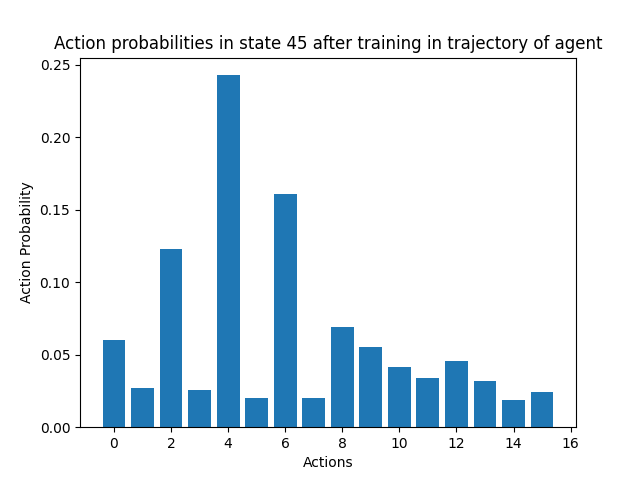 Action probabilities in state 45 after training in trajectory of agent
0.25
0.20
0.15
0.10
0.05
0.00
Action Probability
0 2 4 6 8 10 12 14 16
Actions